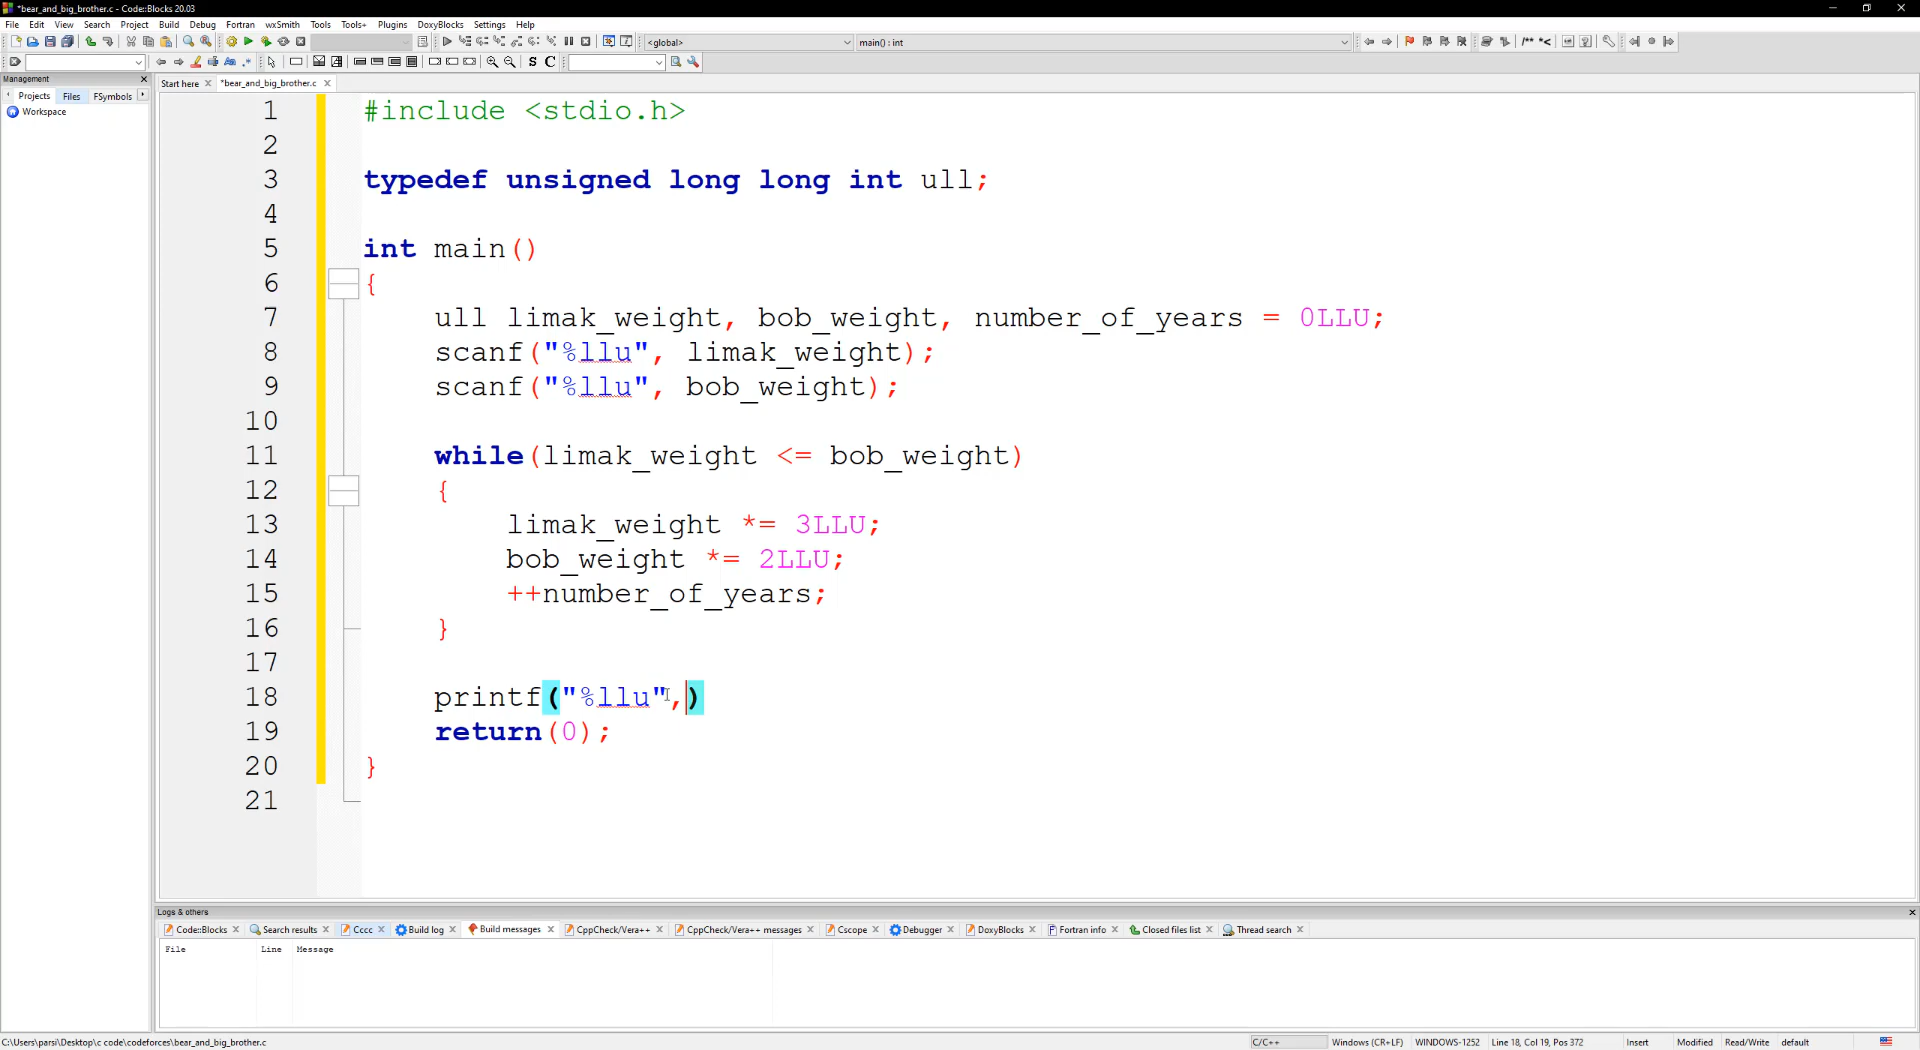 *bear_and_big_brother.c - Code::Blocks 20.03
File Edit View Search Project Build Debug Fortran wxSmith Tools Tools+ Plugins DoxyBlocks Settings Help
<global> main() : int
Management
Projects Files FSymbols
Workspace
Start here *bear_and_big_brother.c
1 #include <stdio.h>
2
3 typedef unsigned long long int ull;
4
5 int main()
6 {
7 ull limak_weight, bob_weight, number_of_years = 0LLU;
8 scanf("%llu", limak_weight);
9 scanf("%llu", bob_weight);
10
11 while(limak_weight <= bob_weight)
12 {
13 limak_weight *= 3LLU;
14 bob_weight *= 2LLU;
15 ++number_of_years;
16 }
17
18 printf("%llu",)
19 return(0);
20 }
21
Logs & others
Code::Blocks Search results Cccc Build log Build messages CppCheck/Vera++ CppCheck/Vera++ messages Cscope Debugger DoxyBlocks Fortran info Closed files list Thread search
File Line Message
C:\Users\parsi\Desktop\c code\codeforces\bear_and_big_brother.c C/C++ Windows (CR+LF) WINDOWS-1252 Line 18, Col 19, Pos 372 Insert Modified Read/Write default